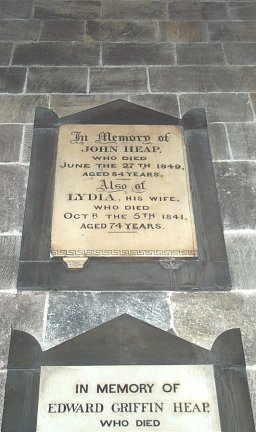 In Memory of
JOHN HEAP,
WHO DIED
JUNE THE 27TH 1849,
AGED 84 YEARS.
Also of
LYDIA, HIS WIFE,
WHO DIED
OCTR THE 5TH 1841,
AGED 74 YEARS.
IN MEMORY OF
EDWARD GRIFFIN HEAP,
WHO DIED